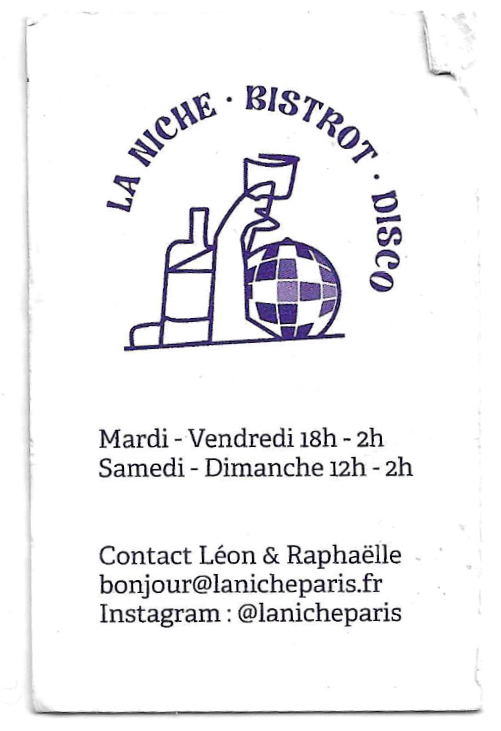 LA NICHE · BISTROT · DISCO
Mardi - Vendredi 18h - 2h
Samedi - Dimanche 12h - 2h
Contact Léon & Raphaëlle
bonjour@lanicheparis.fr
Instagram : @lanicheparis